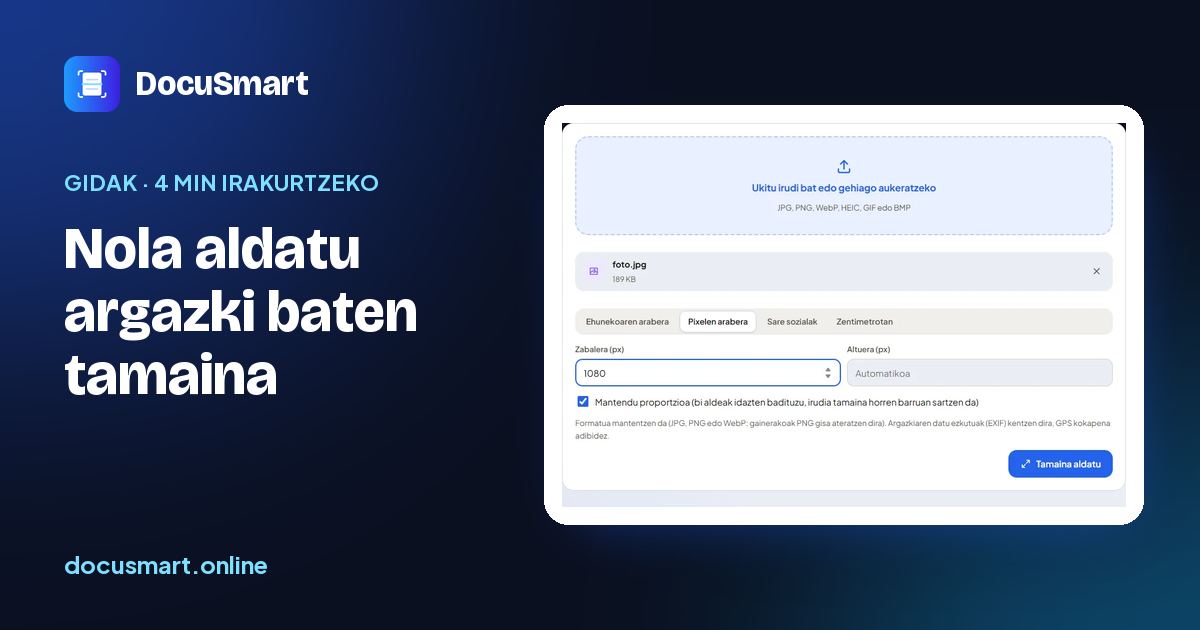 DocuSmart
GIDAK · 4 MIN IRAKURTZEKO
Nola aldatu
argazki baten
tamaina
docusmart.online
Ukitu irudi bat edo gehiago aukeratzeko
JPG, PNG, WebP, HEIC, GIF edo BMP
foto.jpg
189 KB
Ehunekoaren arabera Pixelen arabera Sare sozialak Zentimetrotan
Zabalera (px) Altuera (px)
1080 Automatikoa
Mantendu proportzioa (bi aldeak idazten badituzu, irudia tamaina horren barruan sartzen da)
Formatua mantentzen da (JPG, PNG edo WebP; gainerakoak PNG gisa ateratzen dira). Argazkiaren datu ezkutuak (EXIF) kentzen dira, GPS kokapena
adibidez.
Tamaina aldatu